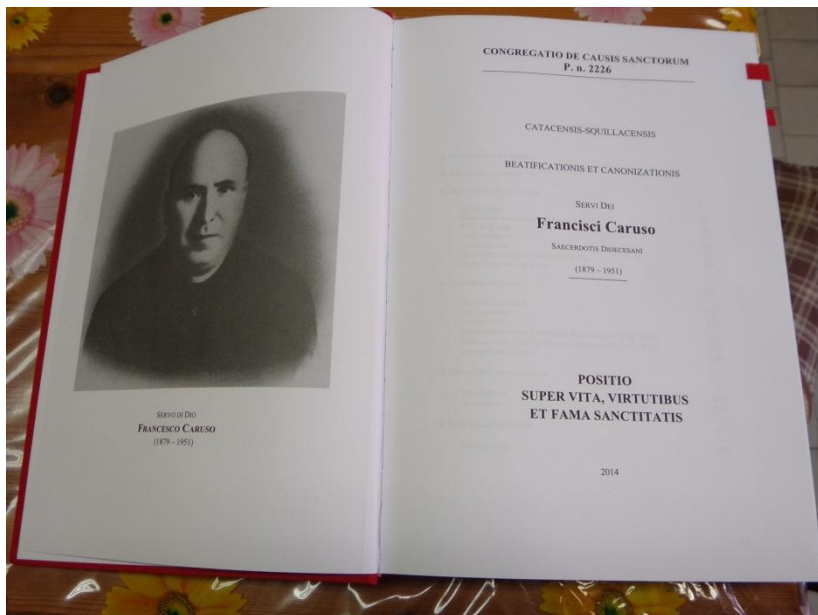 SERVO DI DIO
FRANCESCO CARUSO
(1879 – 1951)
CONGREGATIO DE CAUSIS SANCTORUM
P. n. 2226
CATACENSIS-SQUILLACENSIS
BEATIFICATIONIS ET CANONIZATIONIS
SERVI DEI
Francisci Caruso
SAECERDOTIS DIOECESANI
(1879 – 1951)
POSITIO
SUPER VITA, VIRTUTIBUS
ET FAMA SANCTITATIS
2014